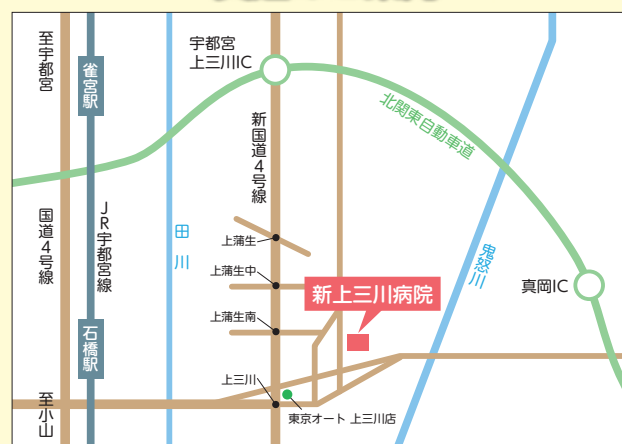 至宇都宮
雀宮駅
宇都宮
上三川IC
北関東自動車道
新国道4号線
国道4号線
JR宇都宮線
田川
鬼怒川
上蒲生
上蒲生中
新上三川病院
真岡IC
上蒲生南
石橋駅
上三川
至小山
東京オート 上三川店